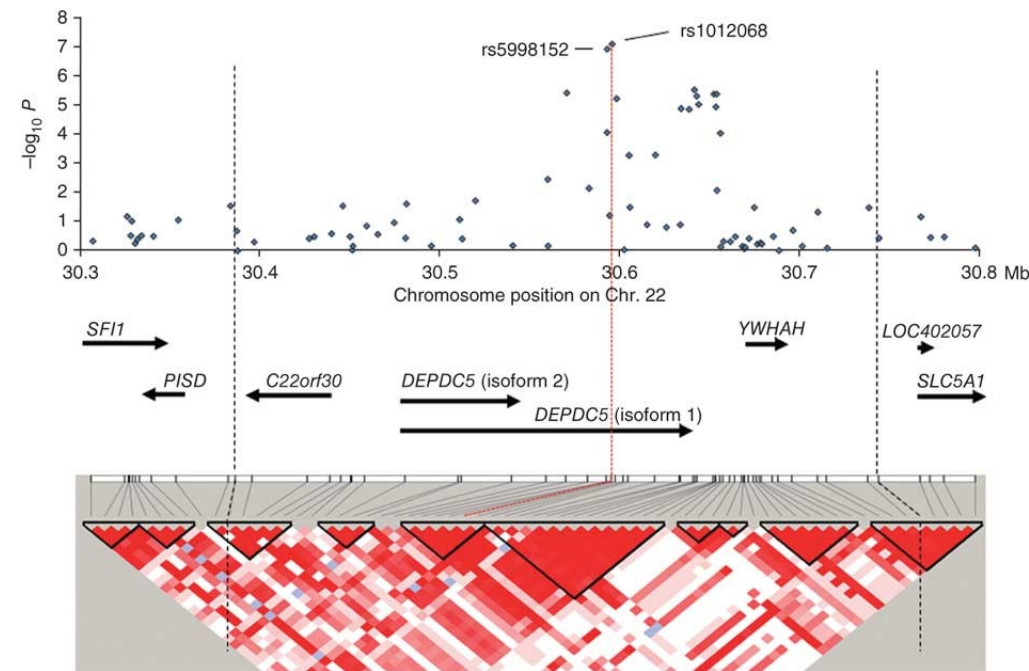 8
7
6
5
4
3
2
1
0
–log10 P
rs5998152
rs1012068
30.3 30.4 30.5 30.6 30.7 30.8 Mb
Chromosome position on Chr. 22
SFI1 YWHAH LOC402057
PISD C22orf30 DEPDC5 (isoform 2) SLC5A1
DEPDC5 (isoform 1)